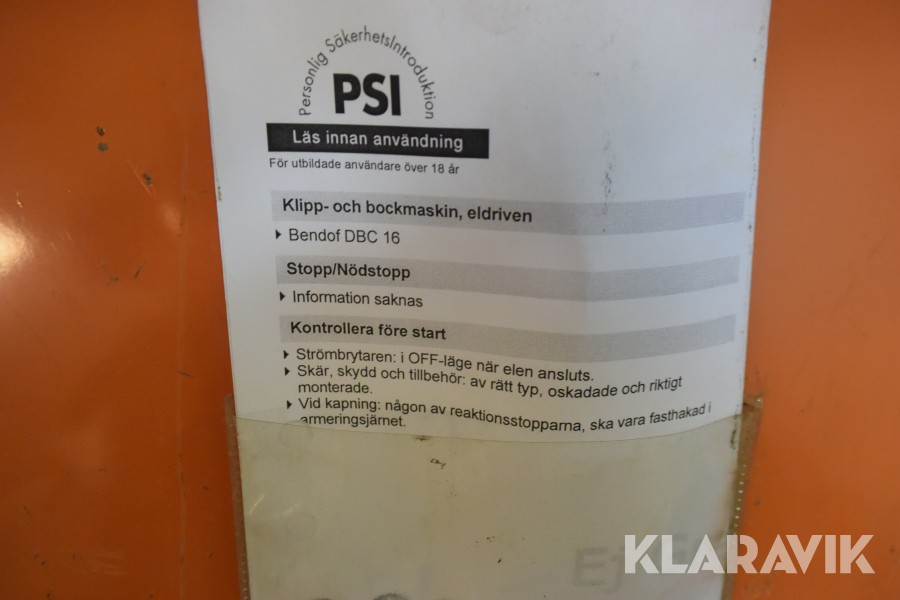 Personlig SäkerhetsIntroduktion
PSI
Läs innan användning
För utbildade användare över 18 år
Klipp- och bockmaskin, eldriven
Bendof DBC 16
Stopp/Nödstopp
Information saknas
Kontrollera före start
Strömbrytaren: i OFF-läge när elen ansluts.
Skär, skydd och tillbehör: av rätt typ, oskadade och riktigt
monterade.
Vid kapning: någon av reaktionsstopparna, ska vara fasthakad i
armeringsjärnet.
KLARAVIK